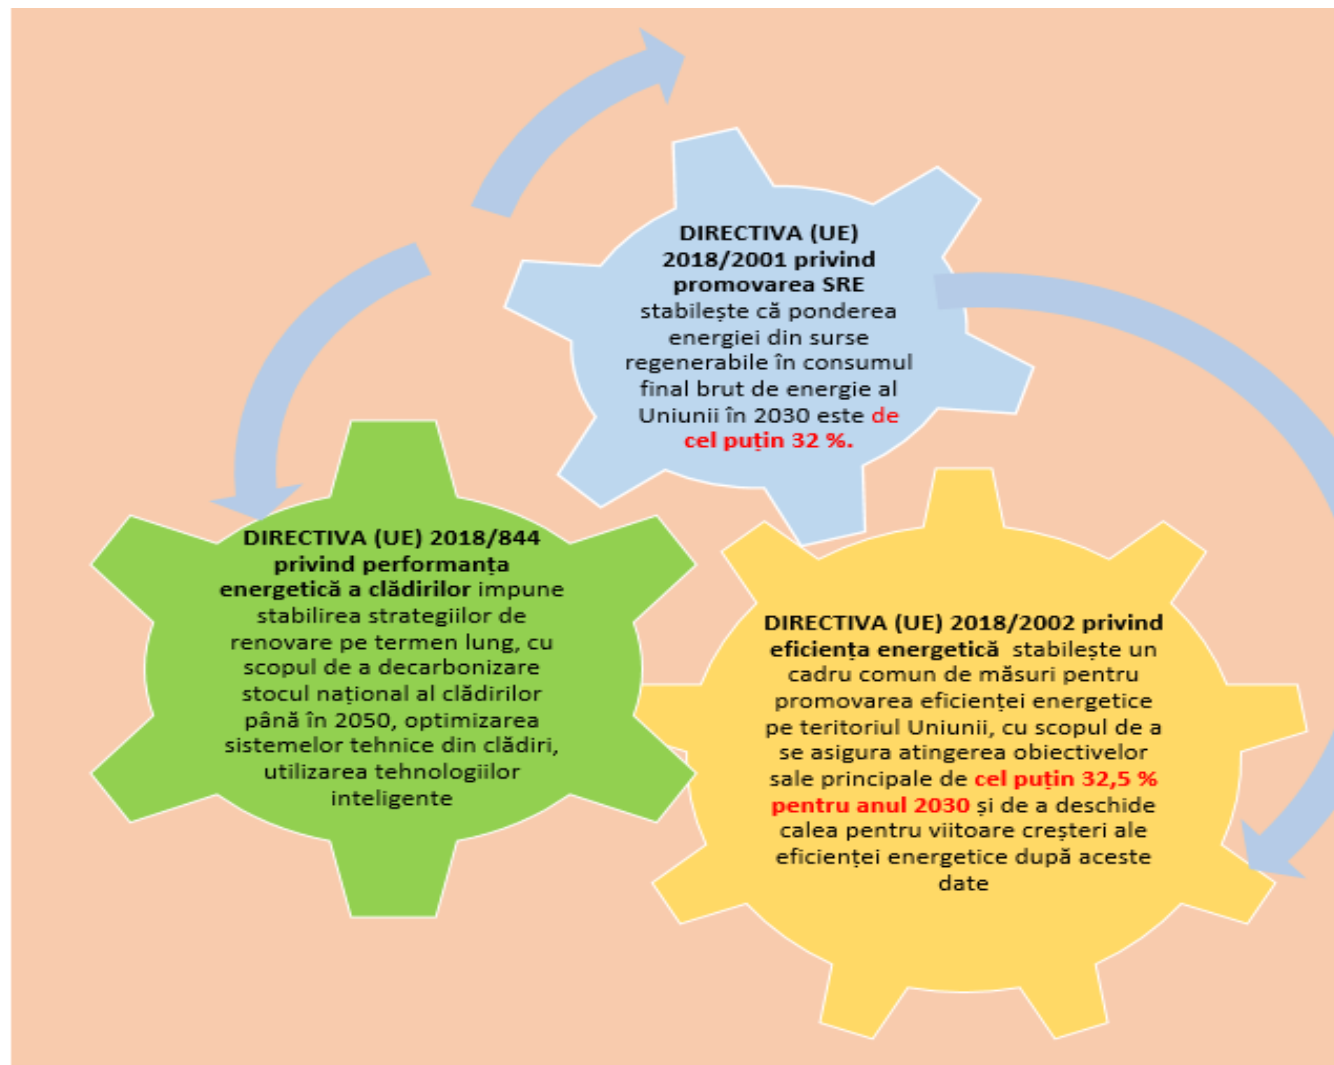 DIRECTIVA (UE)
2018/2001 privind
promovarea SRE
stabilește că ponderea
energiei din surse
regenerabile în consumul
final brut de energie al
Uniunii în 2030 este de
cel puțin 32 %.
DIRECTIVA (UE) 2018/844
privind performanța
energetică a clădirilor impune
stabilirea strategiilor de
renovare pe termen lung, cu
scopul de a decarbonizare
stocul național al clădirilor
până în 2050, optimizarea
sistemelor tehnice din clădiri,
utilizarea tehnologiilor
inteligente
DIRECTIVA (UE) 2018/2002 privind
eficiența energetică stabilește un
cadru comun de măsuri pentru
promovarea eficienței energetice
pe teritoriul Uniunii, cu scopul de a
se asigura atingerea obiectivelor
sale principale de cel puțin 32,5 %
pentru anul 2030 și de a deschide
calea pentru viitoare creșteri ale
eficienței energetice după aceste
date